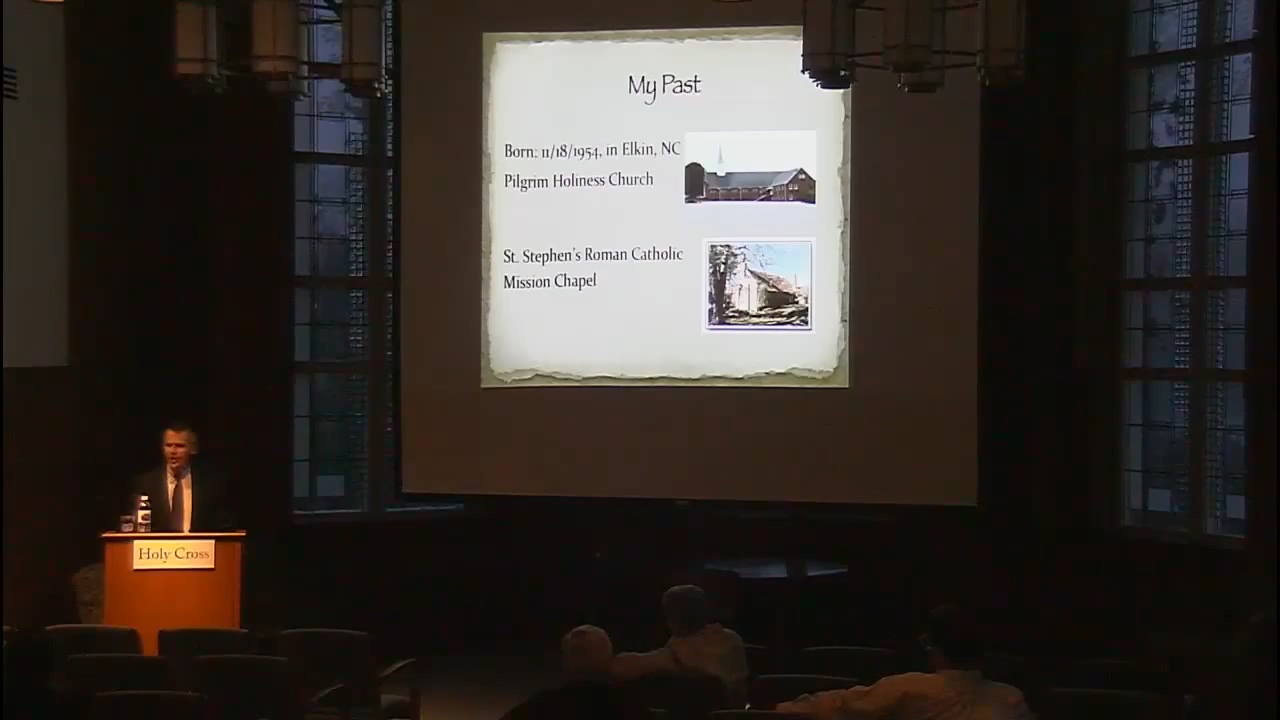 My Past
Born: 11/18/1954, in Elkin, NC
Pilgrim Holiness Church
St. Stephen's Roman Catholic
Mission Chapel
Holy Cross